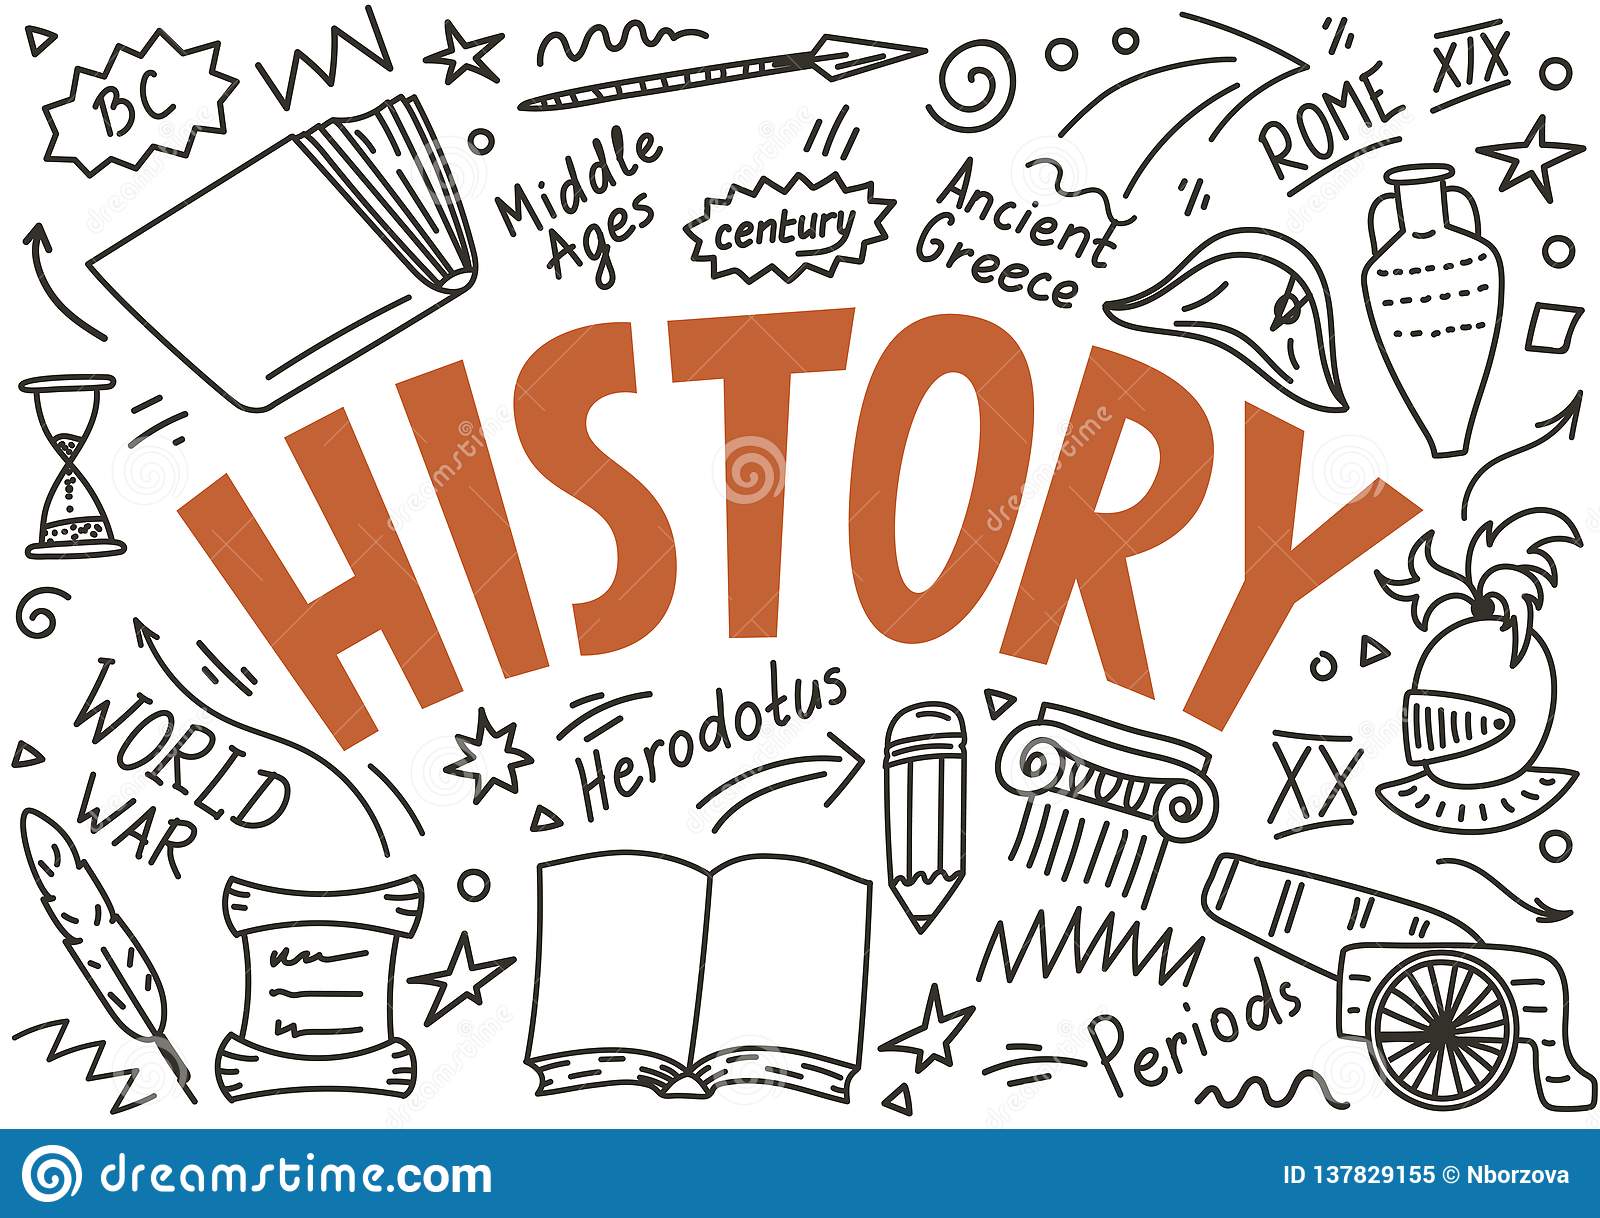 BC
Middle
Ages
century
Ancient
Greece
ROME
XIX
HISTORY
WORLD
WAR
Herodotus
XX
Periods
dreamstime.com
ID 137829155 © Nborzova